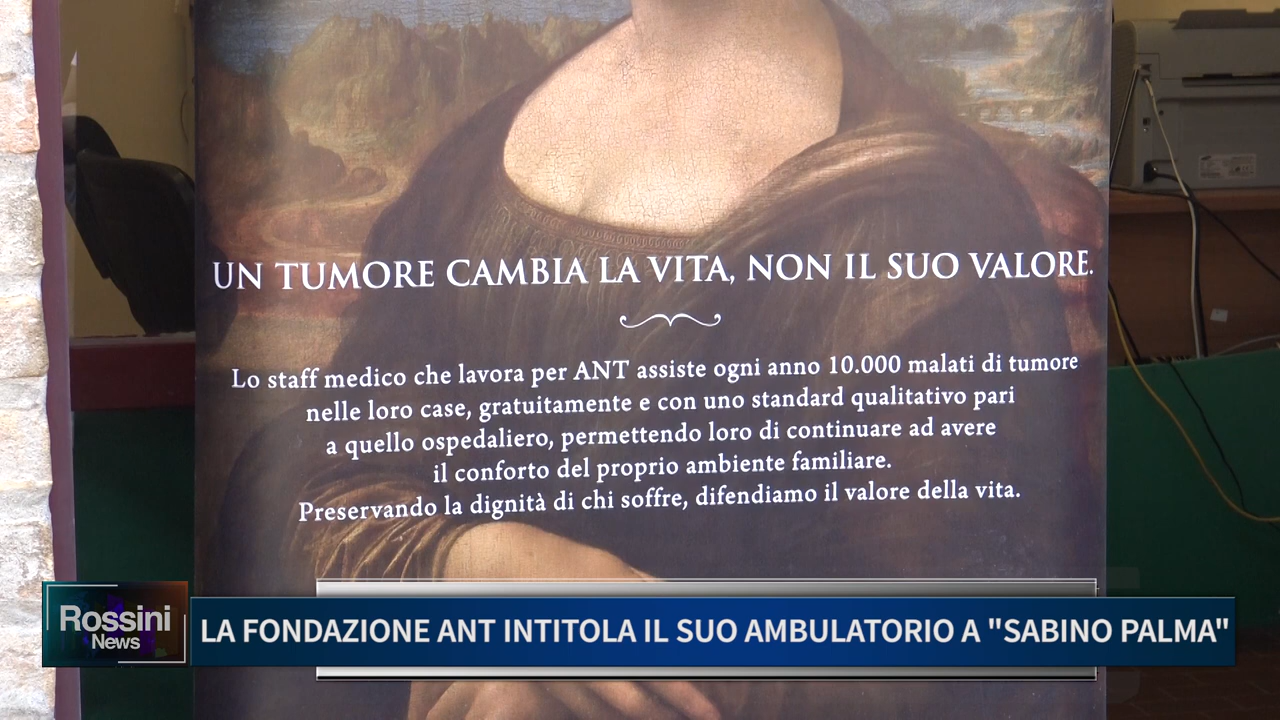 UN TUMORE CAMBIA LA VITA, NON IL SUO VALORE.
Lo staff medico che lavora per ANT assiste ogni anno 10.000 malati di tumore
nelle loro case, gratuitamente e con uno standard qualitativo pari
a quello ospedaliero, permettendo loro di continuare ad avere
il conforto del proprio ambiente familiare.
Preservando la dignità di chi soffre, difendiamo il valore della vita.
Rossini
News
LA FONDAZIONE ANT INTITOLA IL SUO AMBULATORIO A "SABINO PALMA"